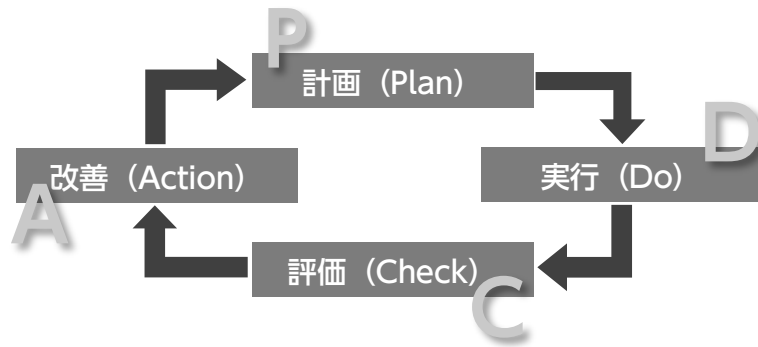 P
計画（Plan）
D
実行（Do）
C
評価（Check）
A
改善（Action）